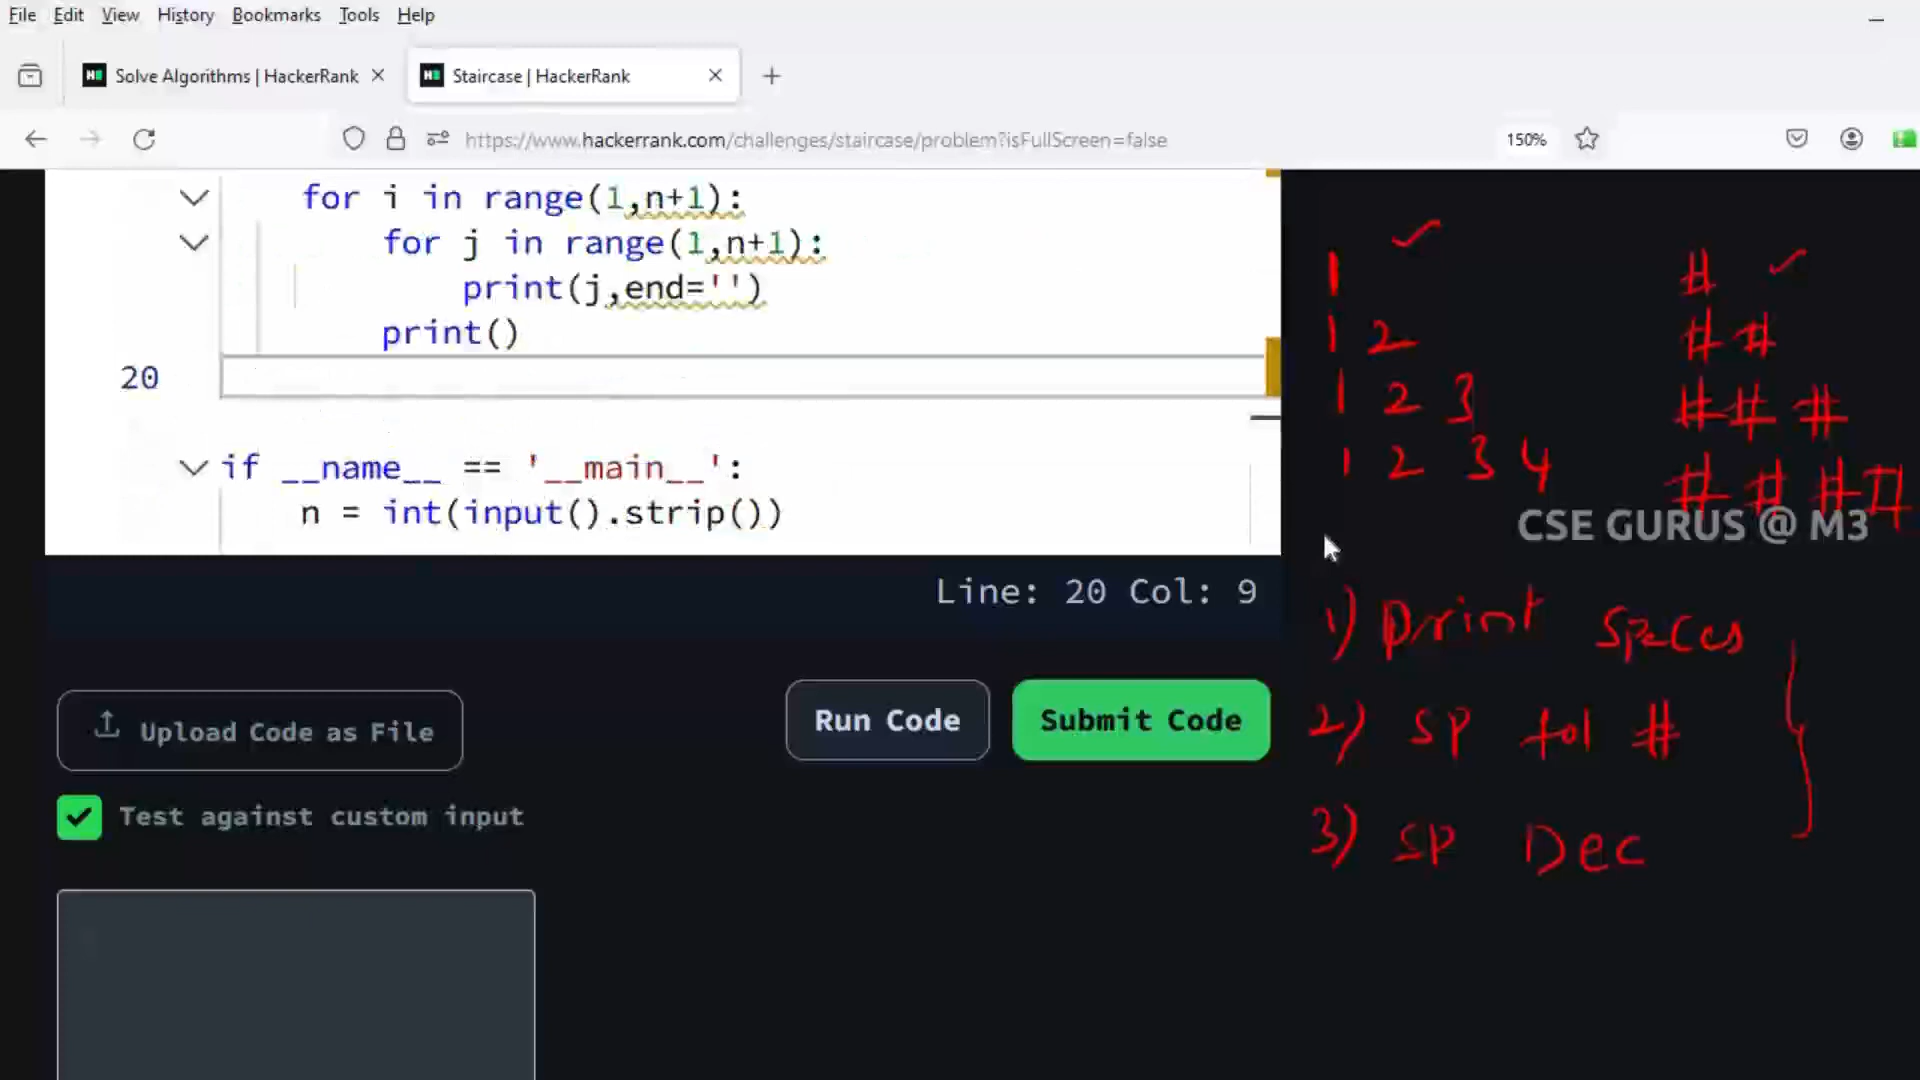 File Edit View History Bookmarks Tools Help
Solve Algorithms | HackerRank
Staircase | HackerRank
https://www.hackerrank.com/challenges/staircase/problem?isFullScreen=false
150%
for i in range(1,n+1):
for j in range(1,n+1):
print(j,end='')
print()
20
if __name__ == '__main__':
n = int(input().strip())
Line: 20 Col: 9
Upload Code as File
Run Code
Submit Code
Test against custom input
1
1 2
1 2 3
1 2 3 4
#
# #
# # #
# # # #
CSE GURUS @ M3
1) print spaces
2) SP fol #
3) SP Dec